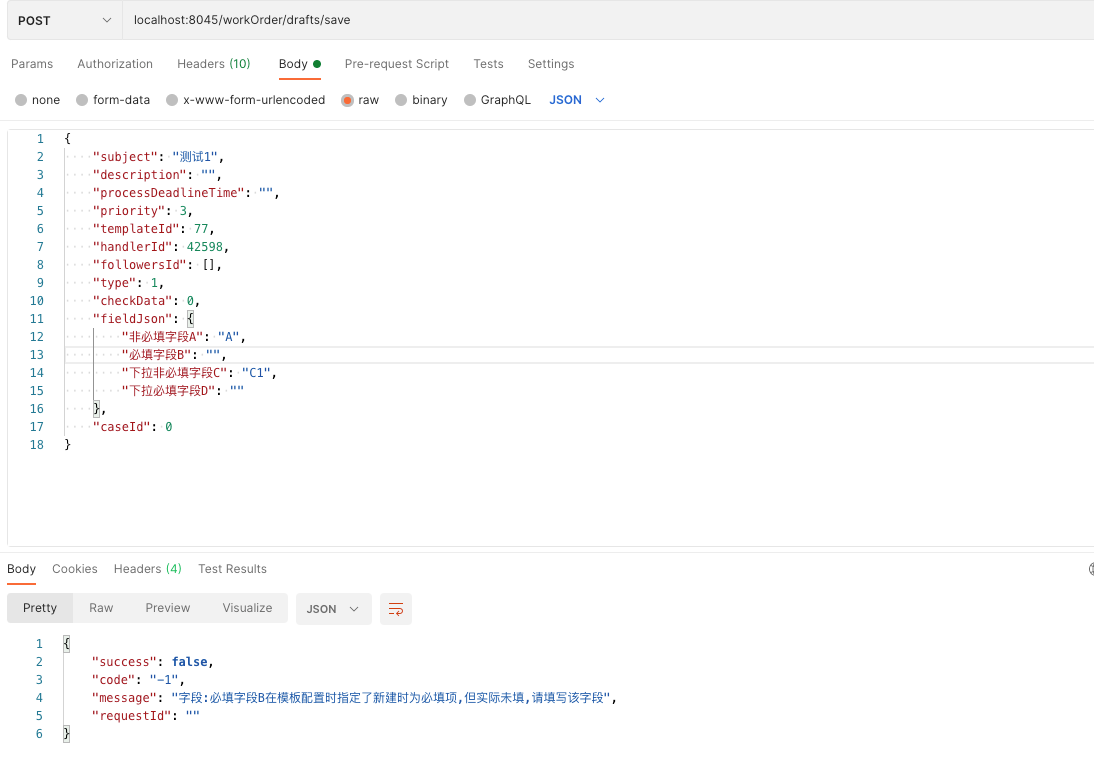 POST localhost:8045/workOrder/drafts/save
Params Authorization Headers (10) Body Pre-request Script Tests Settings
none form-data x-www-form-urlencoded raw binary GraphQL JSON
1 {
2 "subject": "测试1",
3 "description": "",
4 "processDeadlineTime": "",
5 "priority": 3,
6 "templateId": 77,
7 "handlerId": 42598,
8 "followersId": [],
9 "type": 1,
10 "checkData": 0,
11 "fieldJson": {
12 "非必填字段A": "A",
13 "必填字段B": "",
14 "下拉非必填字段C": "C1",
15 "下拉必填字段D": ""
16 },
17 "caseId": 0
18 }
Body Cookies Headers (4) Test Results
Pretty Raw Preview Visualize JSON
1 {
2 "success": false,
3 "code": "-1",
4 "message": "字段:必填字段B在模板配置时指定了新建时为必填项,但实际未填,请填写该字段",
5 "requestId": ""
6 }